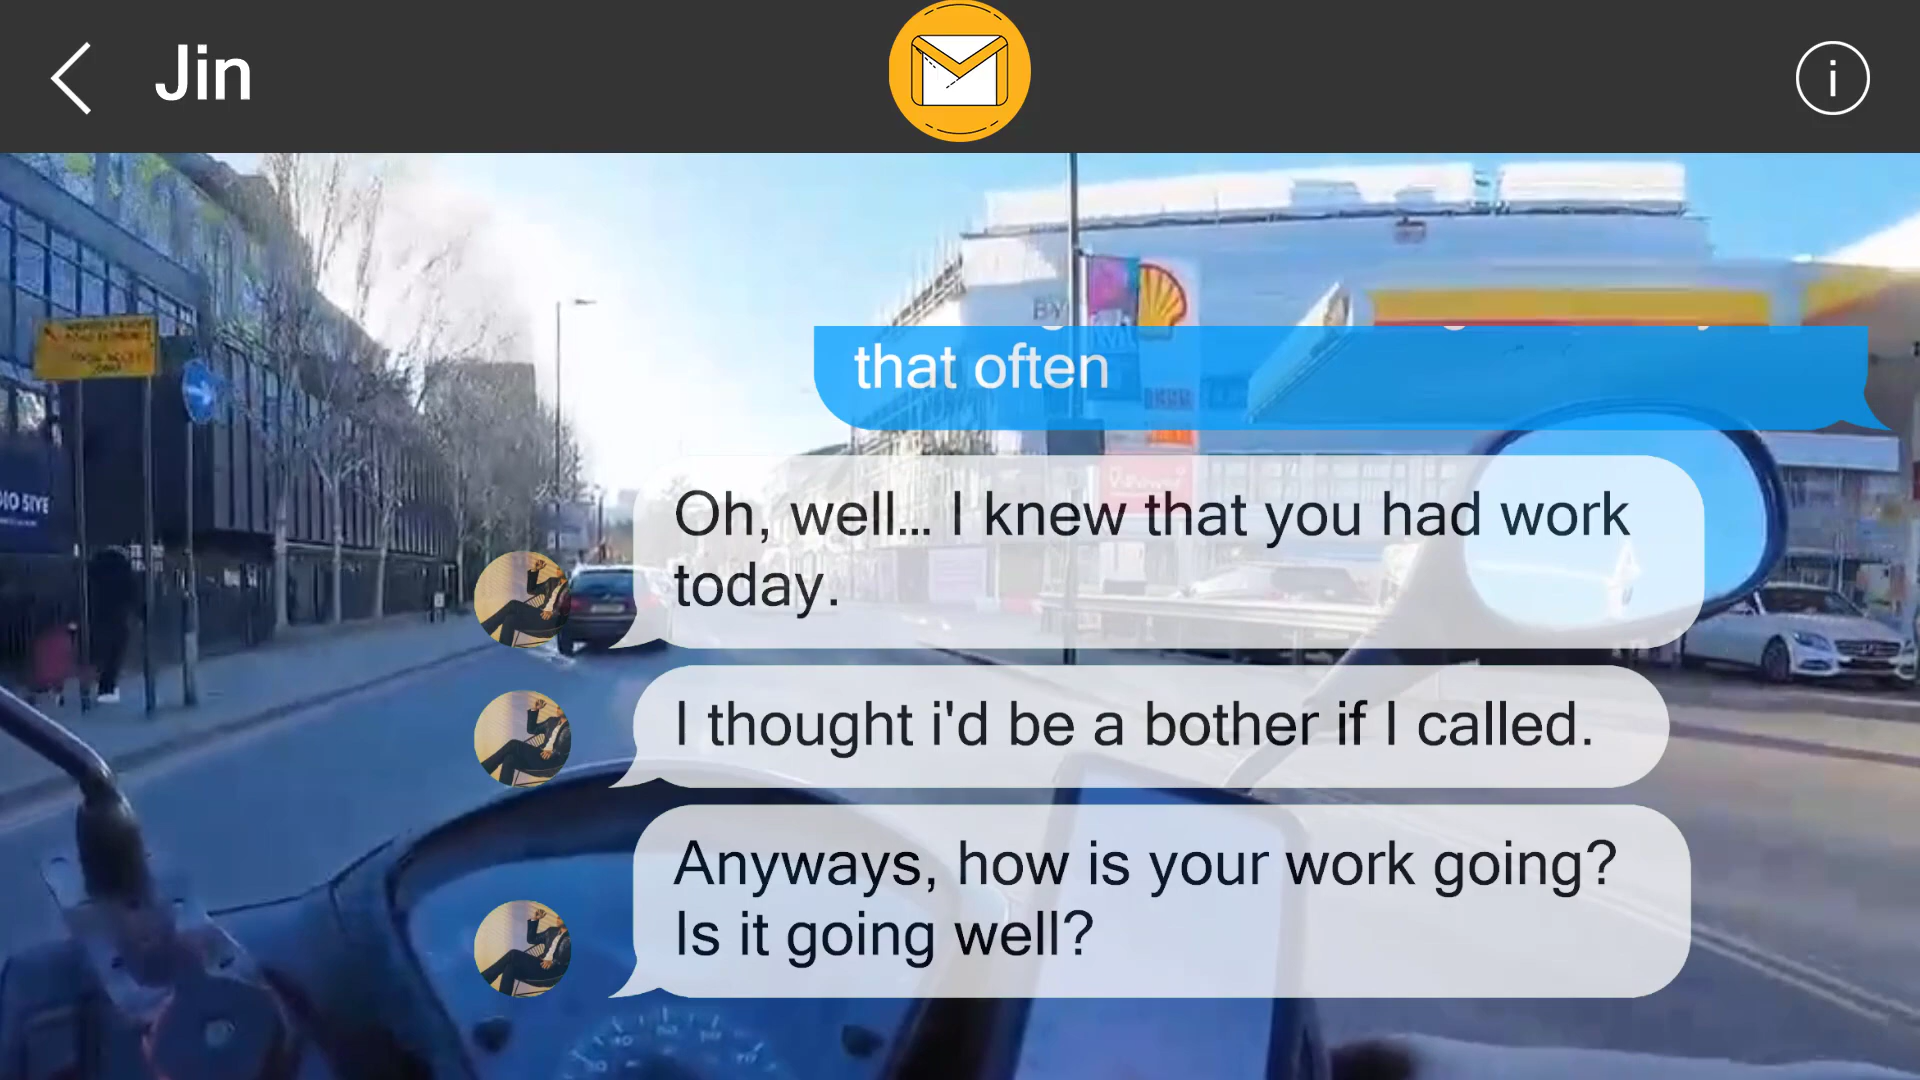 Jin
BY
that often
Oh, well... I knew that you had work
today.
I thought i'd be a bother if I called.
Anyways, how is your work going?
Is it going well?